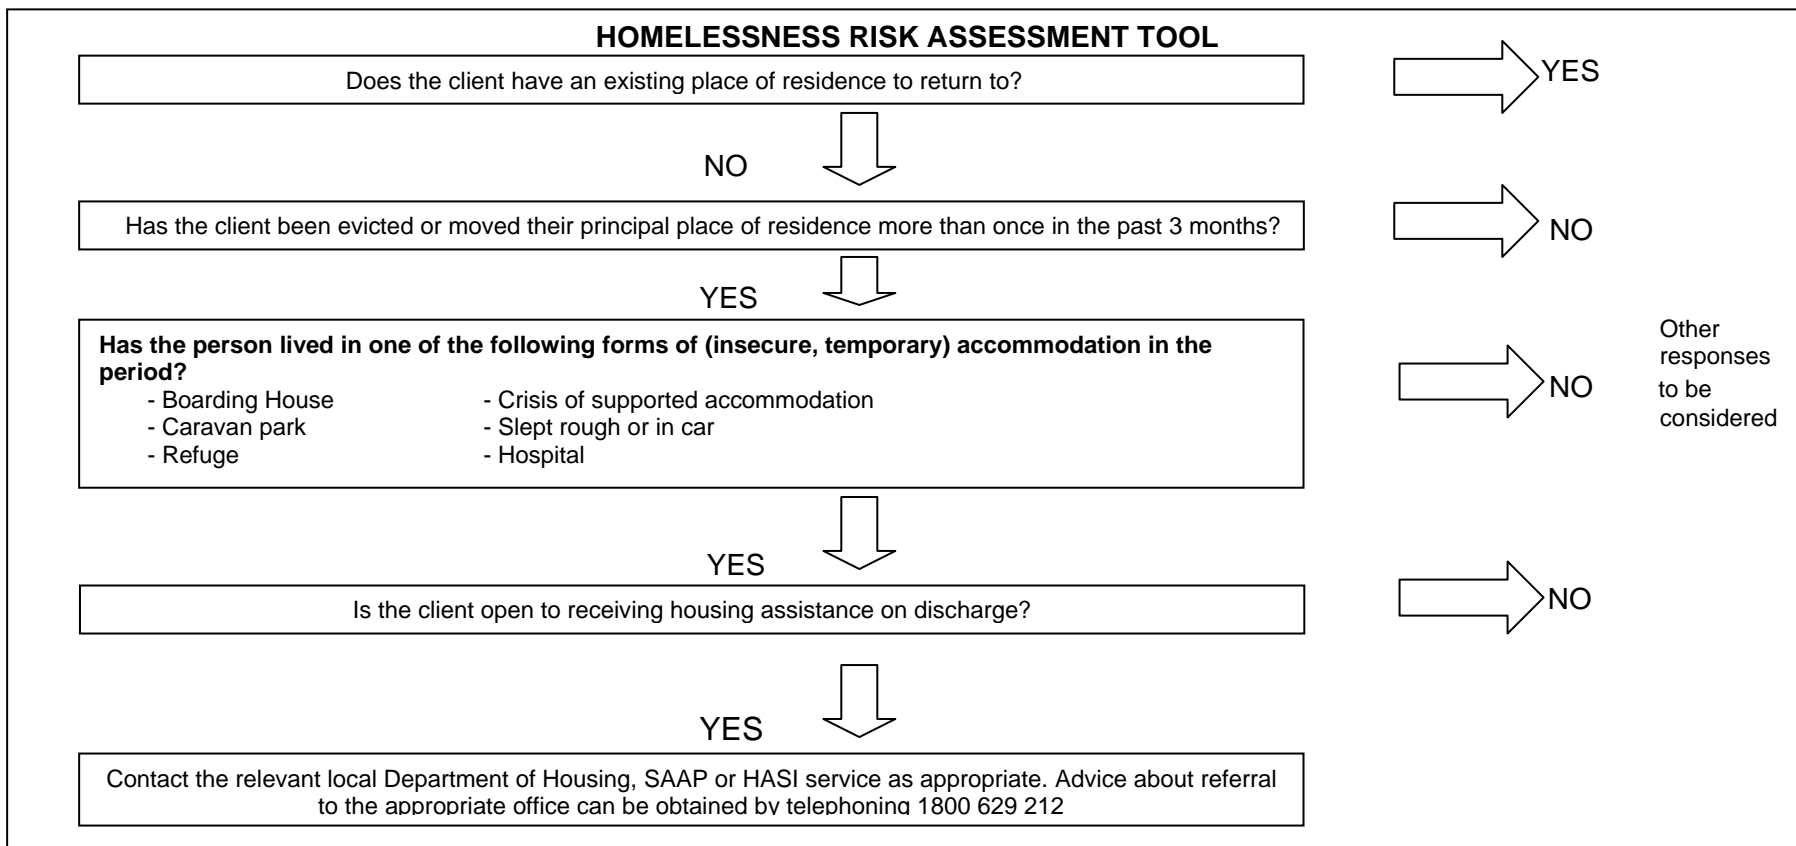 HOMELESSNESS RISK ASSESSMENT TOOL
Does the client have an existing place of residence to return to?
YES
NO
Has the client been evicted or moved their principal place of residence more than once in the past 3 months?
NO
YES
Has the person lived in one of the following forms of (insecure, temporary) accommodation in the
period?
- Boarding House - Crisis of supported accommodation
- Caravan park - Slept rough or in car
- Refuge - Hospital
NO
Other
responses
to be
considered
YES
Is the client open to receiving housing assistance on discharge?
NO
YES
Contact the relevant local Department of Housing, SAAP or HASI service as appropriate. Advice about referral
to the appropriate office can be obtained by telephoning 1800 629 212